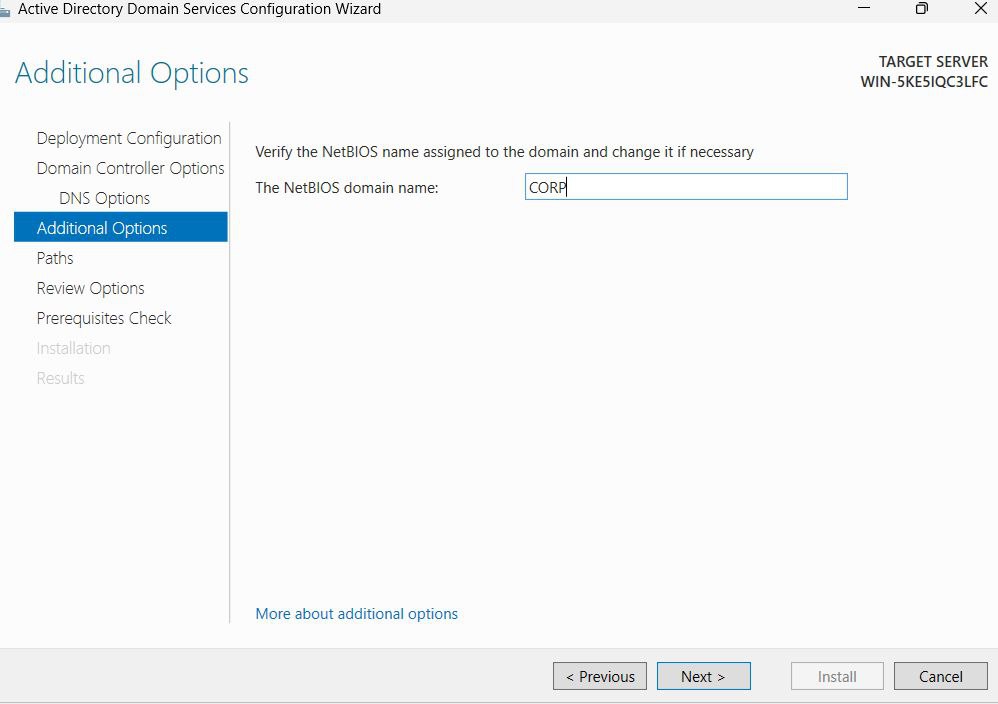 Active Directory Domain Services Configuration Wizard
Additional Options
TARGET SERVER
WIN-5KE5IQC3LFC
Deployment Configuration
Domain Controller Options
DNS Options
Additional Options
Paths
Review Options
Prerequisites Check
Installation
Results
Verify the NetBIOS name assigned to the domain and change it if necessary
The NetBIOS domain name: CORP
More about additional options
< Previous Next > Install Cancel